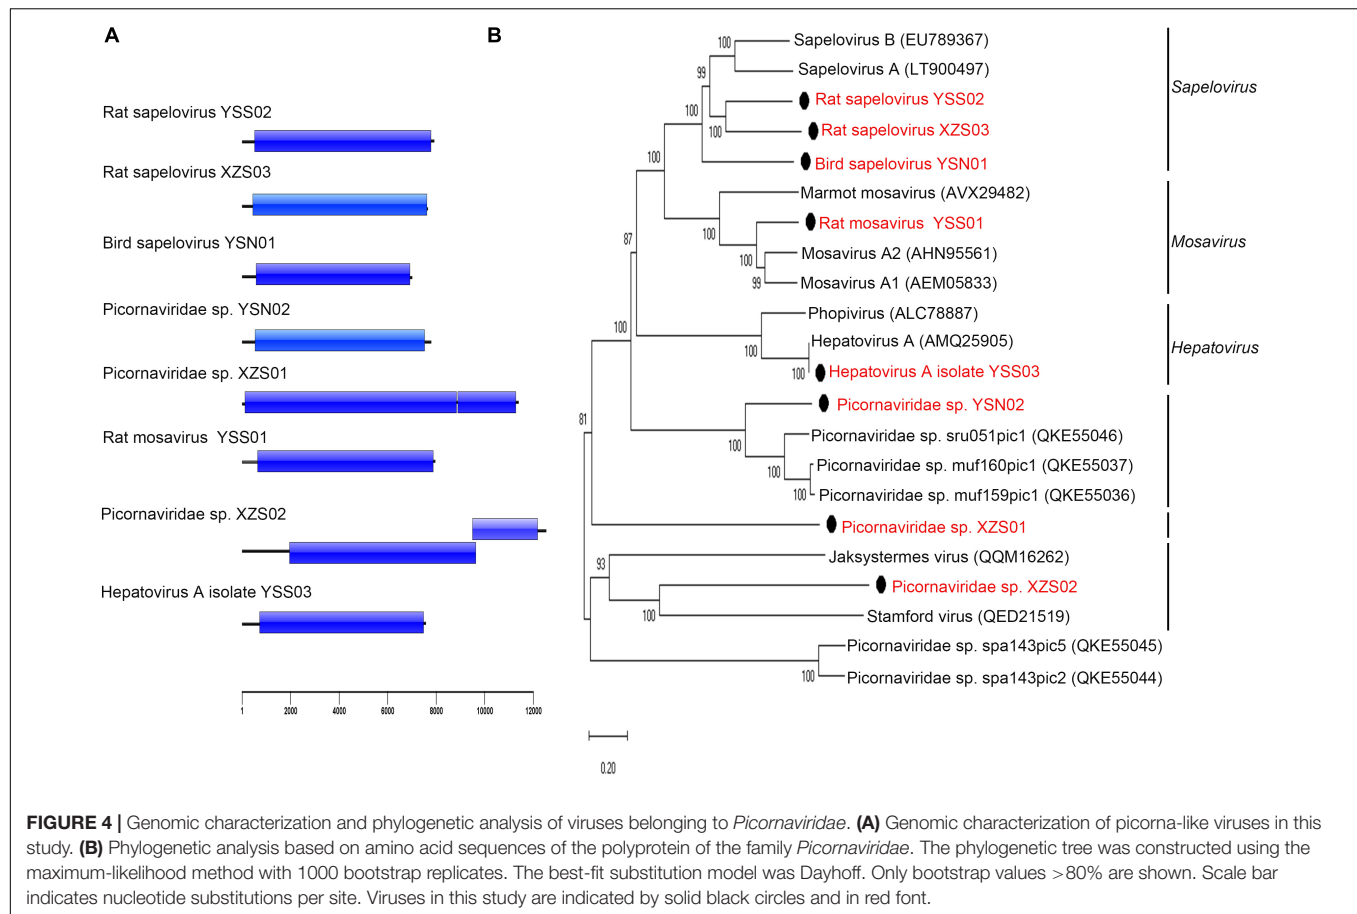 A
Rat sapelovirus YSS02
Rat sapelovirus XZS03
Bird sapelovirus YSN01
Picornaviridae sp. YSN02
Picornaviridae sp. XZS01
Rat mosavirus YSS01
Picornaviridae sp. XZS02
Hepatovirus A isolate YSS03
1 2000 4000 6000 8000 10000 12000
B
Sapelovirus B (EU789367)
Sapelovirus A (LT900497)
Rat sapelovirus YSS02
Rat sapelovirus XZS03
Bird sapelovirus YSN01
Marmot mosavirus (AVX29482)
Rat mosavirus YSS01
Mosavirus A2 (AHN95561)
Mosavirus A1 (AEM05833)
Phopivirus (ALC78887)
Hepatovirus A (AMQ25905)
Hepatovirus A isolate YSS03
Picornaviridae sp. YSN02
Picornaviridae sp. sru051pic1 (QKE55046)
Picornaviridae sp. muf160pic1 (QKE55037)
Picornaviridae sp. muf159pic1 (QKE55036)
Picornaviridae sp. XZS01
Jaksystermes virus (QQM16262)
Picornaviridae sp. XZS02
Stamford virus (QED21519)
Picornaviridae sp. spa143pic5 (QKE55045)
Picornaviridae sp. spa143pic2 (QKE55044)
100
99
100
100
100
100
100
99
87
100
100
100
100
100
100
81
93
100
100
Sapelovirus
Mosavirus
Hepatovirus
0.20
FIGURE 4 | Genomic characterization and phylogenetic analysis of viruses belonging to Picornaviridae. (A) Genomic characterization of picorna-like viruses in this
study. (B) Phylogenetic analysis based on amino acid sequences of the polyprotein of the family Picornaviridae. The phylogenetic tree was constructed using the
maximum-likelihood method with 1000 bootstrap replicates. The best-fit substitution model was Dayhoff. Only bootstrap values >80% are shown. Scale bar
indicates nucleotide substitutions per site. Viruses in this study are indicated by solid black circles and in red font.